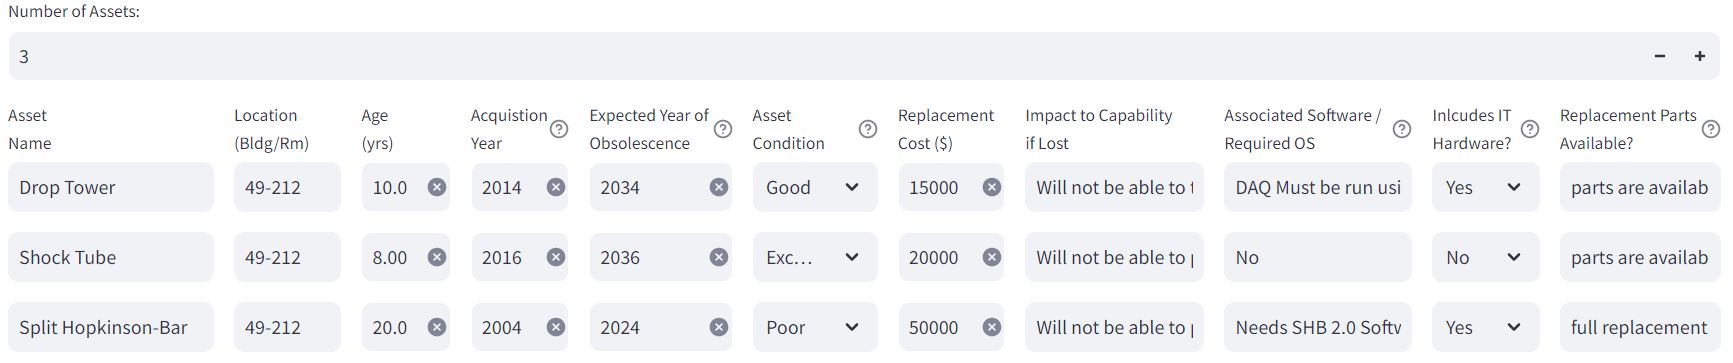 Number of Assets:
3
Asset Name Location (Bldg/Rm) Age (yrs) Acquistion Year Expected Year of Obsolescence Asset Condition Replacement Cost ($) Impact to Capability if Lost Associated Software / Required OS Inlcudes IT Hardware? Replacement Parts Available?
Drop Tower 49-212 10.0 2014 2034 Good 15000 Will not be able to DAQ Must be run usi Yes parts are availab
Shock Tube 49-212 8.00 2016 2036 Exc... 20000 Will not be able to No No parts are availab
Split Hopkinson-Bar 49-212 20.0 2004 2024 Poor 50000 Will not be able to Needs SHB 2.0 Softw Yes full replacement